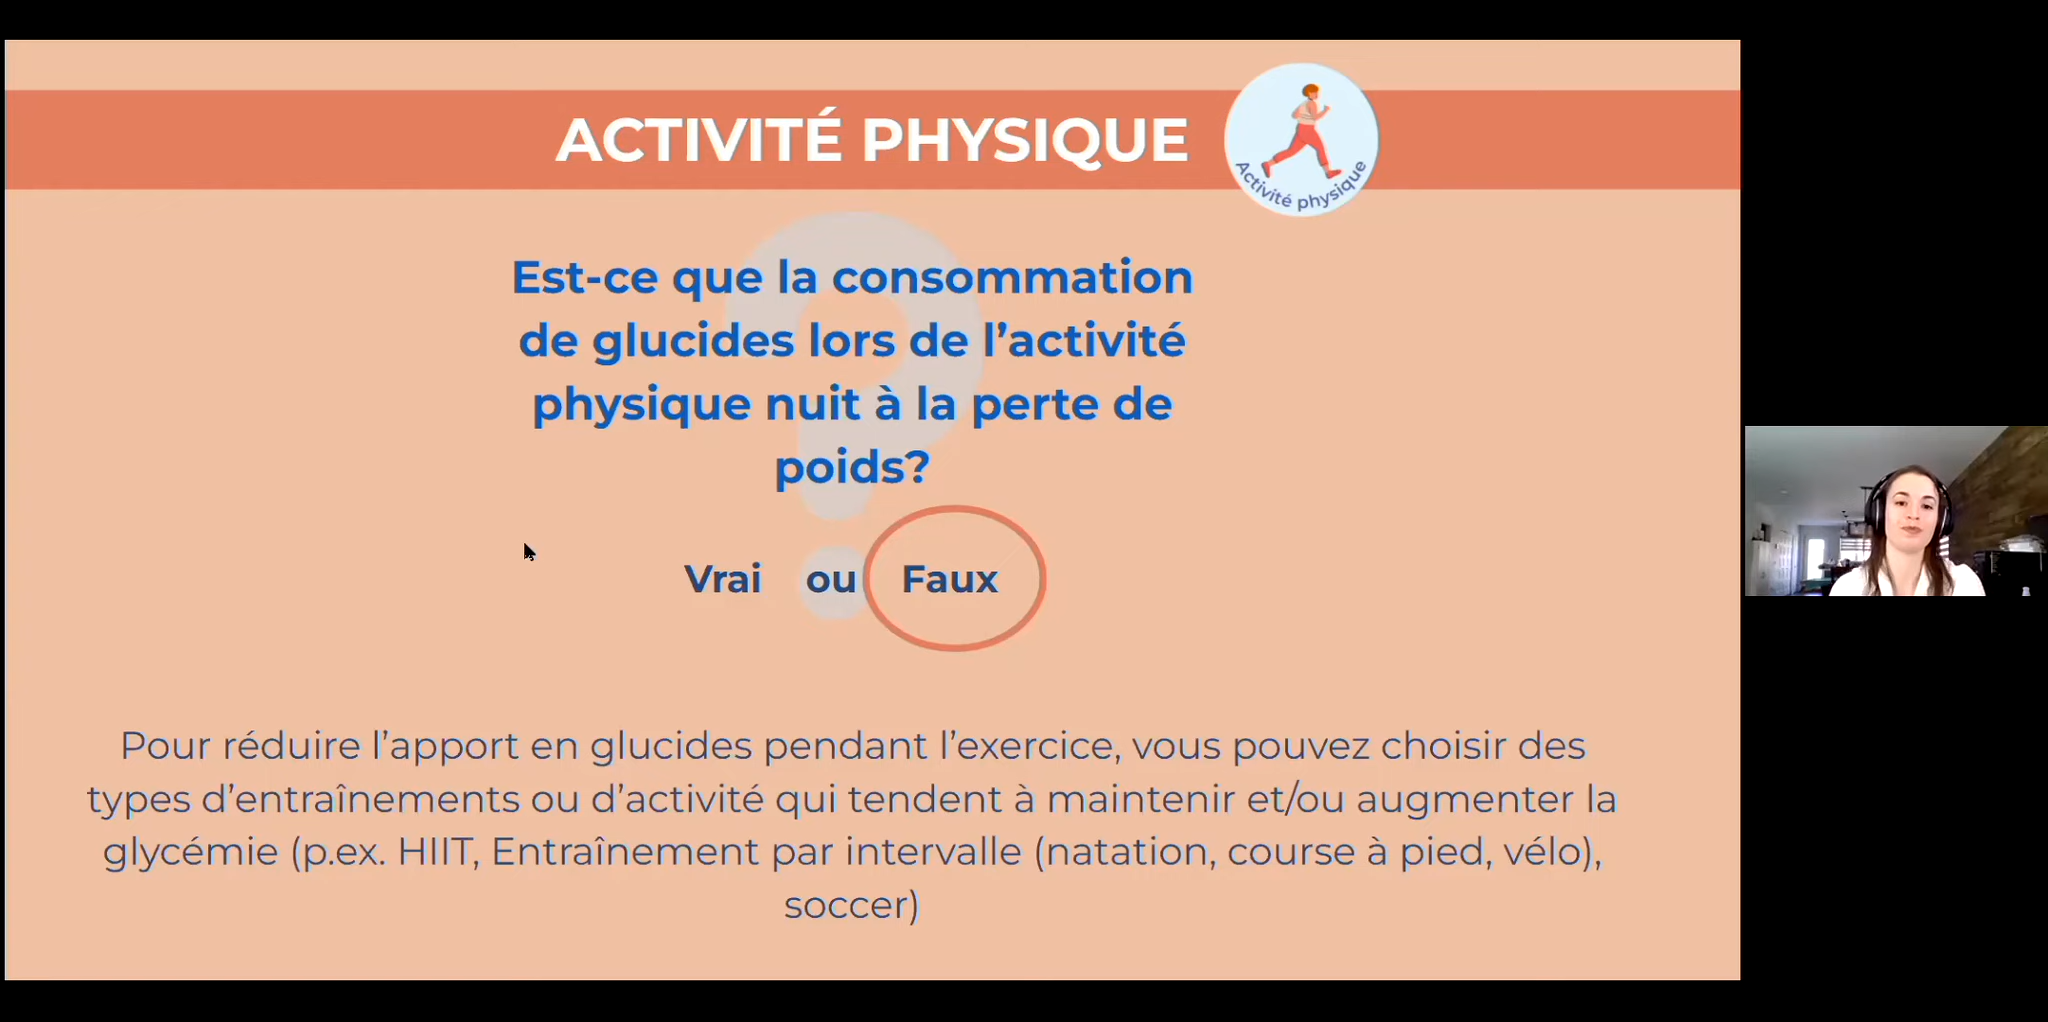 ACTIVITÉ PHYSIQUE
Activité physique
Est-ce que la consommation
de glucides lors de l’activité
physique nuit à la perte de
poids?
Vrai ou Faux
Pour réduire l’apport en glucides pendant l’exercice, vous pouvez choisir des
types d’entraînements ou d’activité qui tendent à maintenir et/ou augmenter la
glycémie (p.ex. HIIT, Entraînement par intervalle (natation, course à pied, vélo),
soccer)